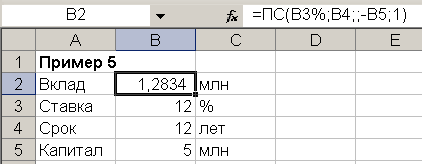 B2 fx =ПС(B3%;B4;;-B5;1)
A B C D E
1 Пример 5
2 Вклад 1,2834 млн
3 Ставка 12 %
4 Срок 12 лет
5 Капитал 5 млн